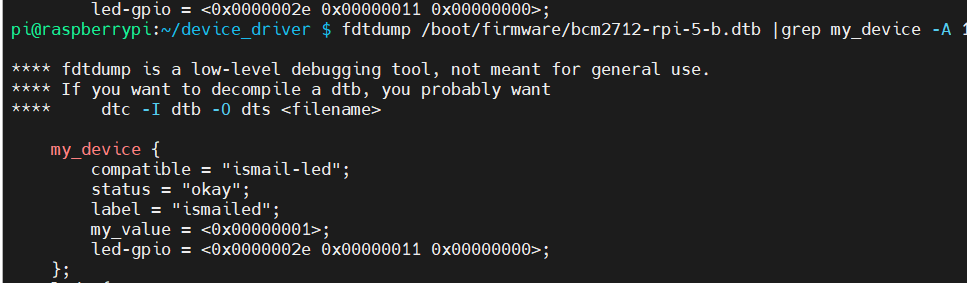 led-gpio = <0x0000002e 0x00000011 0x00000000>;
pi@raspberrypi:~/device_driver $ fdtdump /boot/firmware/bcm2712-rpi-5-b.dtb |grep my_device -A 1
**** fdtdump is a low-level debugging tool, not meant for general use.
**** If you want to decompile a dtb, you probably want
****     dtc -I dtb -O dts <filename>
my_device {
compatible = "ismail-led";
status = "okay";
label = "ismailed";
my_value = <0x00000001>;
led-gpio = <0x0000002e 0x00000011 0x00000000>;
};